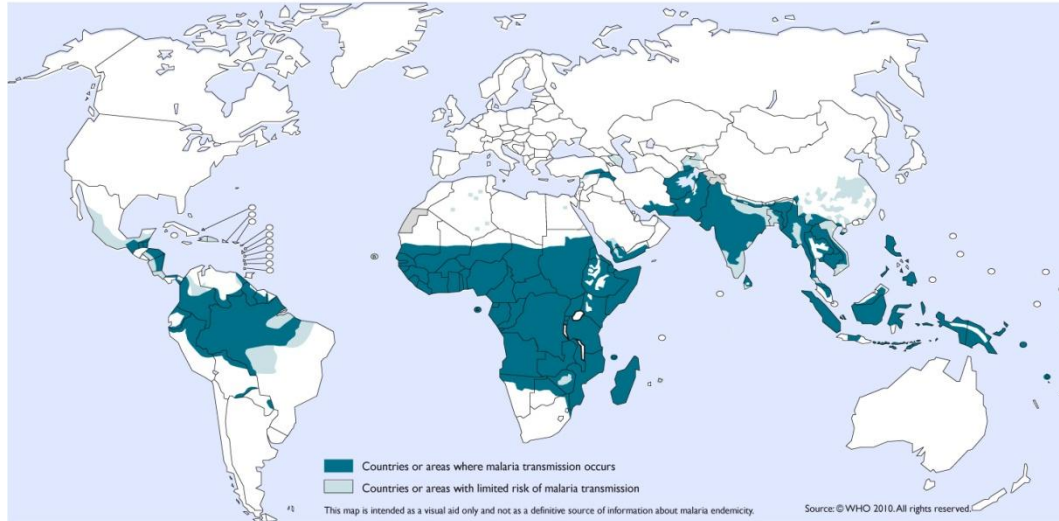 Countries or areas where malaria transmission occurs
Countries or areas with limited risk of malaria transmission
This map is intended as a visual aid only and not as a definitive source of information about malaria endemicity.
Source: © WHO 2010. All rights reserved.